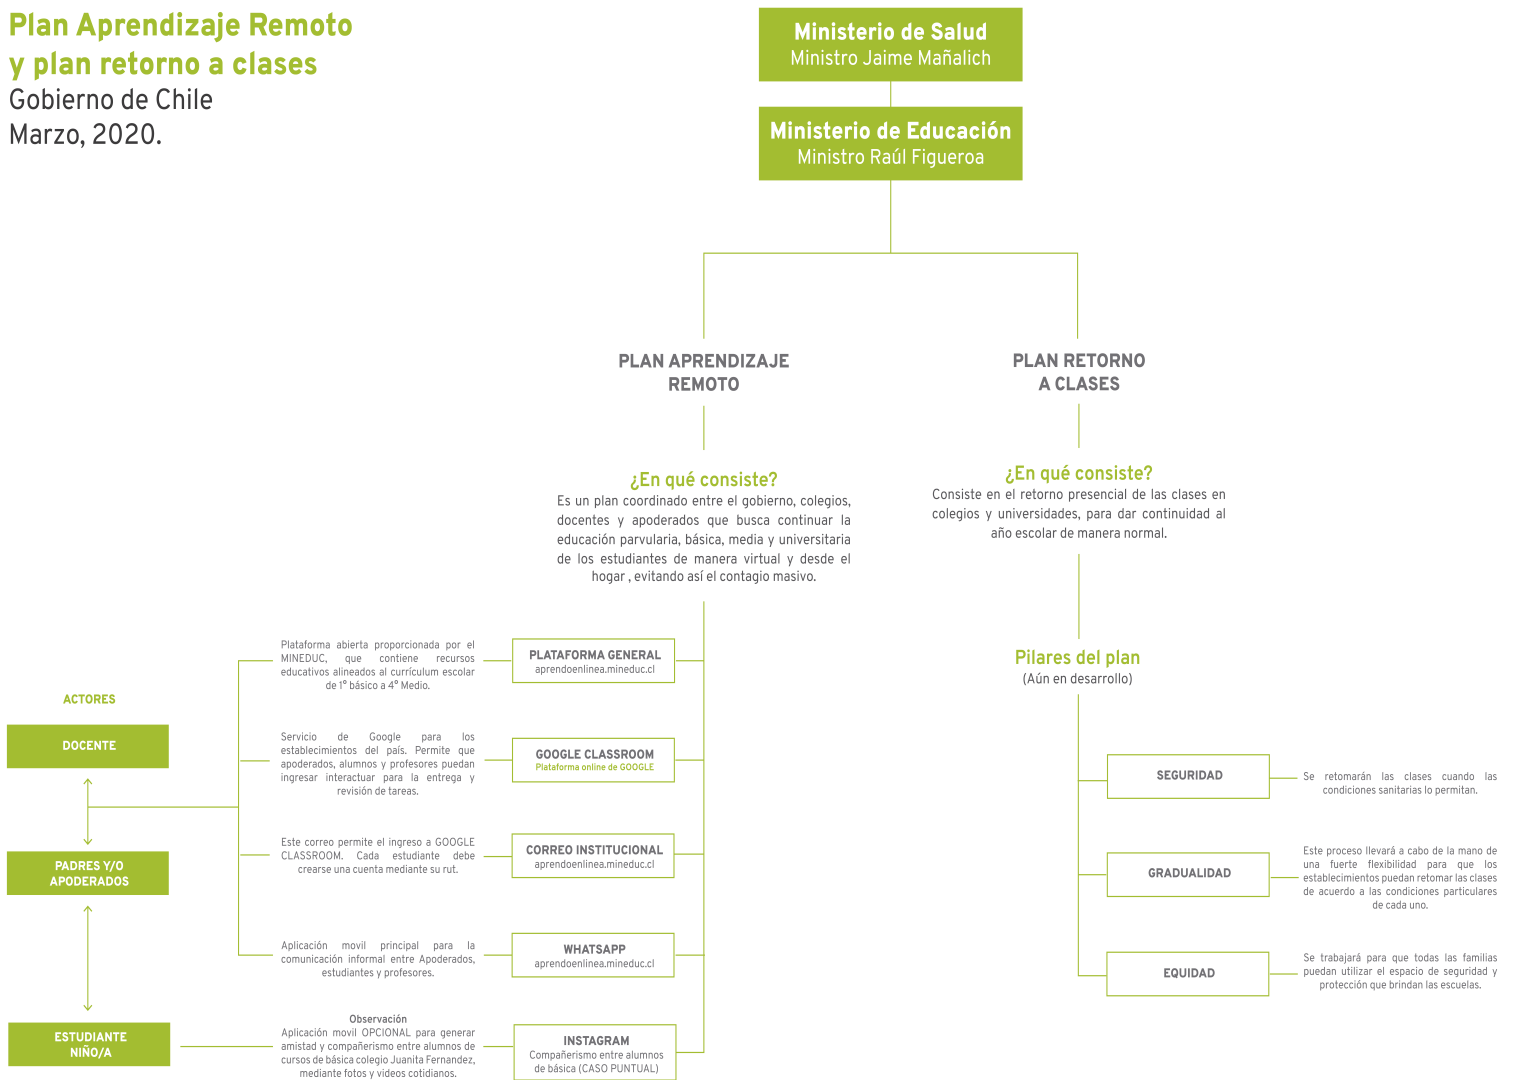 Plan Aprendizaje Remoto
y plan retorno a clases
Gobierno de Chile
Marzo, 2020.
Ministerio de Salud
Ministro Jaime Mañalich
Ministerio de Educación
Ministro Raúl Figueroa
PLAN APRENDIZAJE
REMOTO
¿En qué consiste?
Es un plan coordinado entre el gobierno, colegios,
docentes y apoderados que busca continuar la
educación parvularia, básica, media y universitaria
de los estudiantes de manera virtual y desde el
hogar , evitando así el contagio masivo.
PLAN RETORNO
A CLASES
¿En qué consiste?
Consiste en el retorno presencial de las clases en
colegios y universidades, para dar continuidad al
año escolar de manera normal.
Pilares del plan
(Aún en desarrollo)
ACTORES
DOCENTE
PADRES Y/O
APODERADOS
ESTUDIANTE
NIÑO/A
Plataforma abierta proporcionada por el
MINEDUC, que contiene recursos
educativos alineados al currículum escolar
de 1° básico a 4° Medio.
PLATAFORMA GENERAL
aprendoenlinea.mineduc.cl
Servicio de Google para los
establecimientos del país. Permite que
apoderados, alumnos y profesores puedan
ingresar interactuar para la entrega y
revisión de tareas.
GOOGLE CLASSROOM
Plataforma online de GOOGLE
Este correo permite el ingreso a GOOGLE
CLASSROOM. Cada estudiante debe
crearse una cuenta mediante su rut.
CORREO INSTITUCIONAL
aprendoenlinea.mineduc.cl
Aplicación movil principal para la
comunicación informal entre Apoderados,
estudiantes y profesores.
WHATSAPP
aprendoenlinea.mineduc.cl
Observación
Aplicación movil OPCIONAL para generar
amistad y compañerismo entre alumnos de
cursos de básica colegio Juanita Fernandez,
mediante fotos y videos cotidianos.
INSTAGRAM
Compañerismo entre alumnos
de básica (CASO PUNTUAL)
SEGURIDAD
Se retomarán las clases cuando las
condiciones sanitarias lo permitan.
GRADUALIDAD
Este proceso llevará a cabo de la mano de
una fuerte flexibilidad para que los
establecimientos puedan retomar las clases
de acuerdo a las condiciones particulares
de cada uno.
EQUIDAD
Se trabajará para que todas las familias
puedan utilizar el espacio de seguridad y
protección que brindan las escuelas.